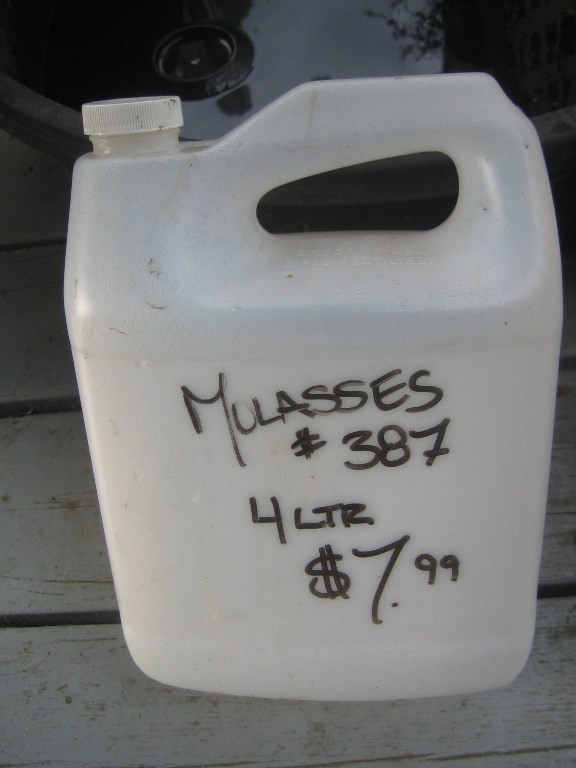 MULASSES
# 387
4 LTR
$7.99